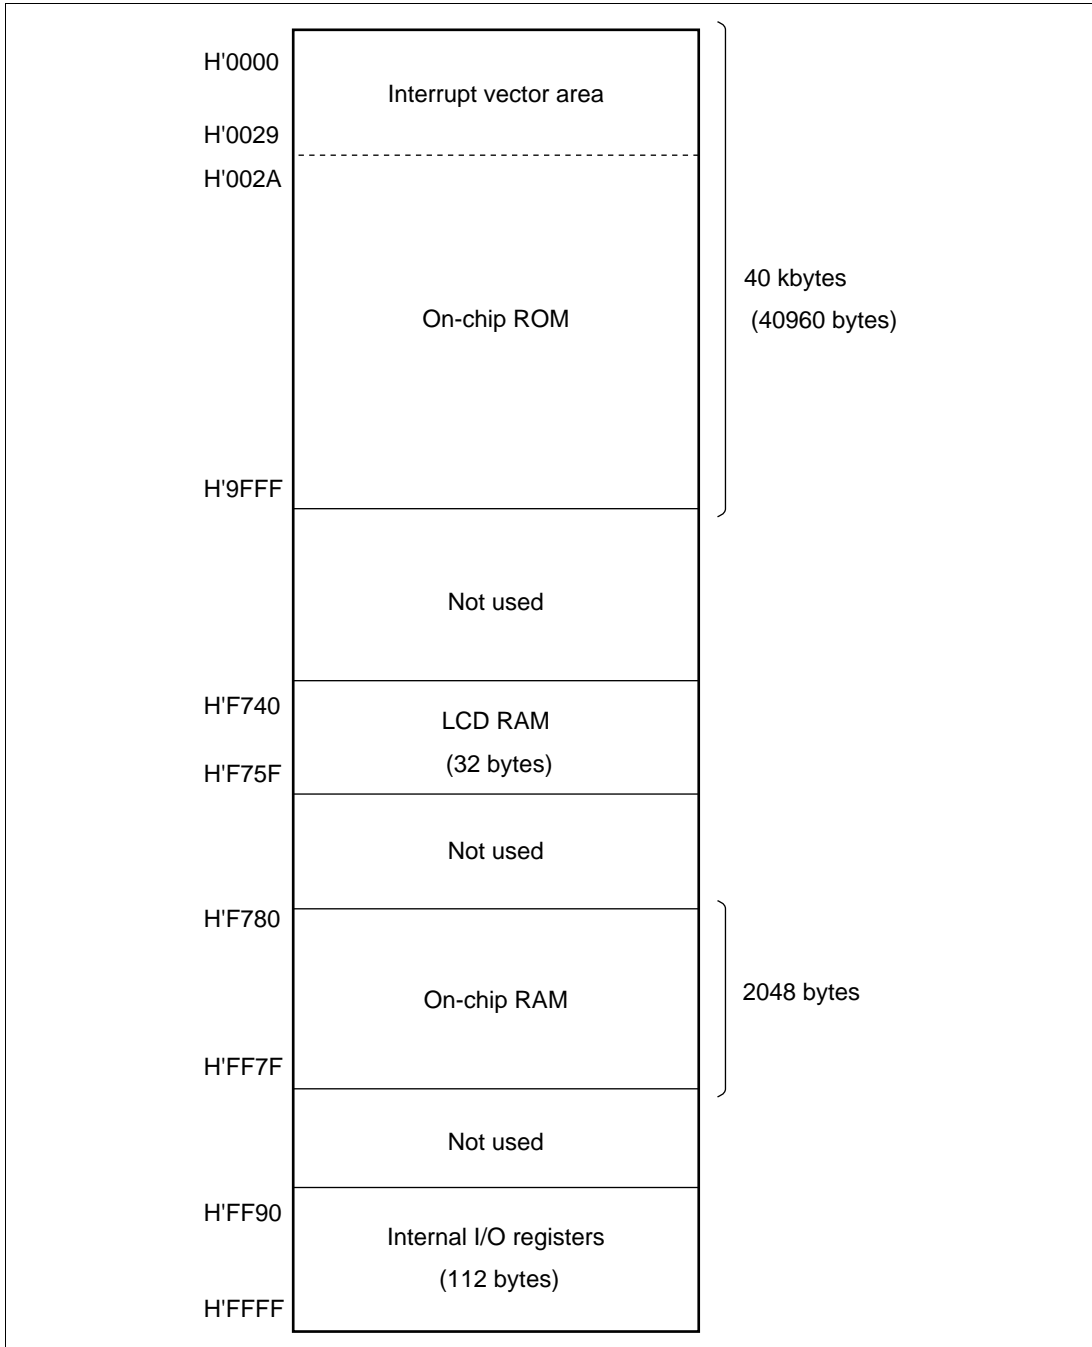 H'0000
Interrupt vector area
H'0029
H'002A
40 kbytes
On-chip ROM
(40960 bytes)
H'9FFF
Not used
H'F740
LCD RAM
(32 bytes)
H'F75F
Not used
H'F780
On-chip RAM
2048 bytes
H'FF7F
Not used
H'FF90
Internal I/O registers
(112 bytes)
H'FFFF